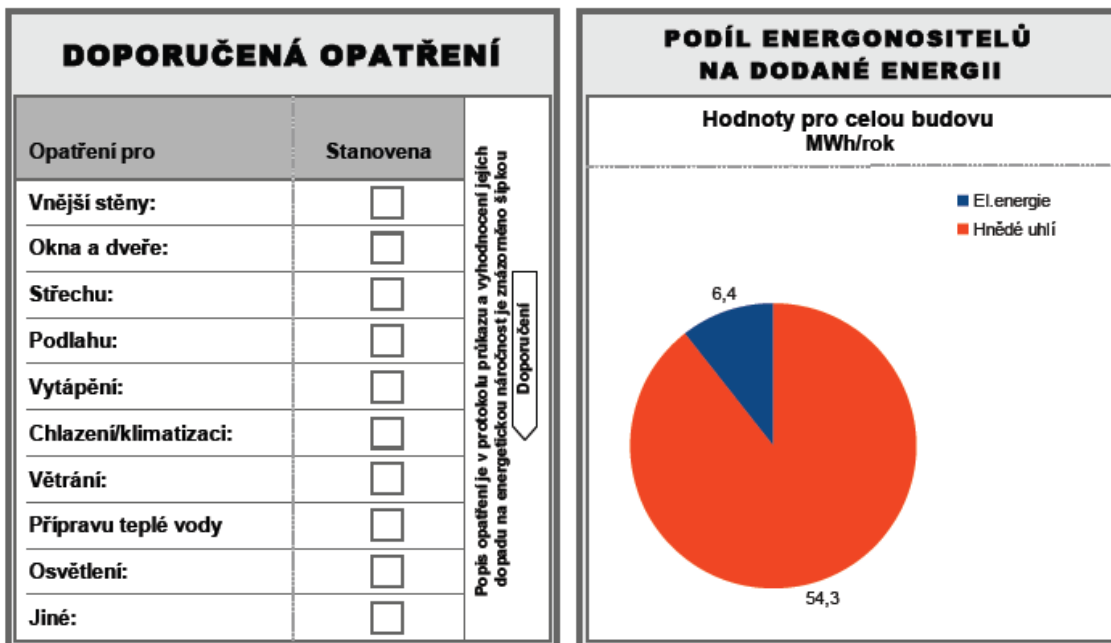 DOPORUČENÁ OPATŘENÍ
Opatření pro
Stanovena
Vnější stěny:
Okna a dveře:
Střechu:
Podlahu:
Vytápění:
Chlazení/klimatizaci:
Větrání:
Přípravu teplé vody
Osvětlení:
Jiné:
Popis opatření je v protokolu průkazu a vyhodnocení jejích
dopadu na energetickou náročnost je znázorněno šipkou
Doporučení
PODÍL ENERGONOSITELŮ
NA DODANÉ ENERGII
Hodnoty pro celou budovu
MWh/rok
El.energie
Hnědé uhlí
6,4
54,3